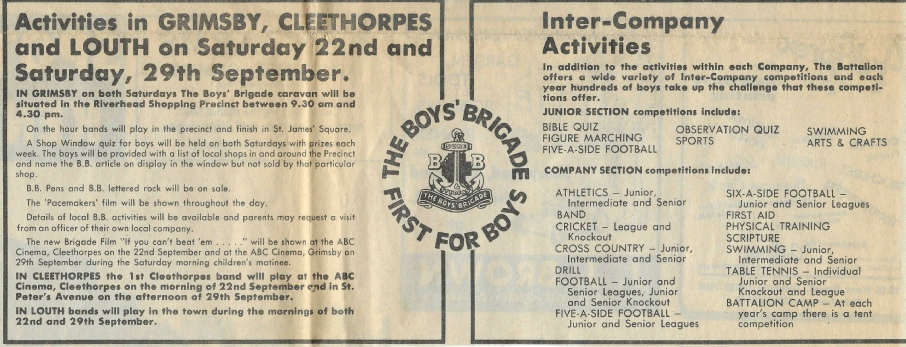 Activities in GRIMSBY, CLEETHORPES
and LOUTH on Saturday 22nd and
Saturday, 29th September.
IN GRIMSBY on both Saturdays The Boys' Brigade caravan will be
situated in the Riverhead Shopping Precinct between 9.30 am and
4.30 pm.
On the hour bands will play in the precinct and finish in St. James' Square.
A Shop Window quiz for boys will be held on both Saturdays with prizes each
week. The boys will be provided with a list of local shops in and around the Precinct
and name the B.B. article on display in the window but not sold by that particular
shop.
B.B. Pens and B.B. lettered rock will be on sale.
The 'Pacemakers' film will be shown throughout the day.
Details of local B.B. activities will be available and parents may request a visit
from an officer of their own local company.
The new Brigade Film "If you can't beat 'em . . . . ." will be shown at the ABC
Cinema, Cleethorpes on the 22nd September and at the ABC Cinema, Grimsby on
29th September during the Saturday morning children's matinee.
IN CLEETHORPES the 1st Cleethorpes band will play at the ABC
Cinema, Cleethorpes on the morning of 22nd September and in St.
Peter's Avenue on the afternoon of 29th September.
IN LOUTH bands will play in the town during the mornings of both
22nd and 29th September.
THE BOYS' BRIGADE
B B
THE BOYS' BRIGADE
FIRST FOR BOYS
Inter-Company
Activities
In addition to the activities within each Company, The Battalion
offers a wide variety of Inter-Company competitions and each
year hundreds of boys take up the challenge that these competi-
tions offer.
JUNIOR SECTION competitions include:
BIBLE QUIZ
FIGURE MARCHING
FIVE-A-SIDE FOOTBALL
OBSERVATION QUIZ
SPORTS
SWIMMING
ARTS & CRAFTS
COMPANY SECTION competitions include:
ATHLETICS – Junior,
Intermediate and Senior
BAND
CRICKET – League and
Knockout
CROSS COUNTRY – Junior,
Intermediate and Senior
DRILL
FOOTBALL – Junior and
Senior Leagues, Junior
and Senior Knockout
FIVE-A-SIDE FOOTBALL –
Junior and Senior Leagues
SIX-A-SIDE FOOTBALL –
Junior and Senior Leagues
FIRST AID
PHYSICAL TRAINING
SCRIPTURE
SWIMMING – Junior,
Intermediate and Senior
TABLE TENNIS – Individual
Junior and Senior
Knockout and League
BATTALION CAMP – At each
year's camp there is a tent
competition